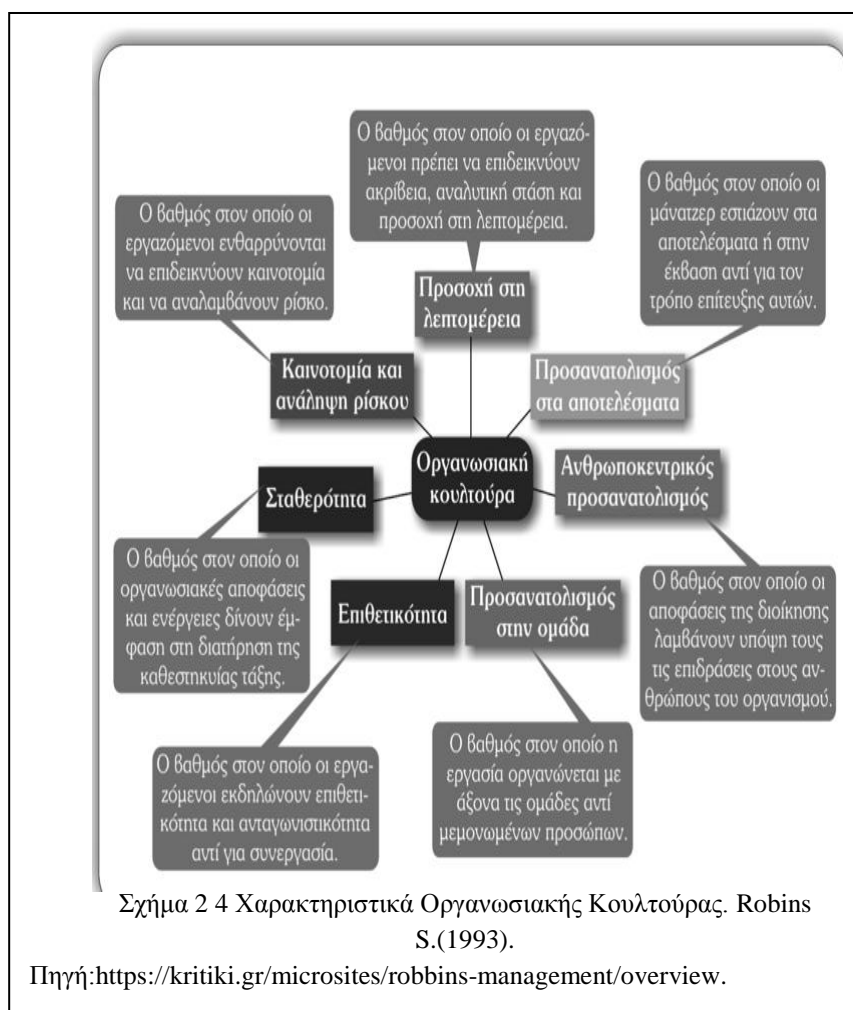 Ο βαθμός στον οποίο οι εργαζό-
μενοι πρέπει να επιδεικνύουν
ακρίβεια, αναλυτική στάση και
προσοχή στη λεπτομέρεια.
Ο βαθμός στον οποίο οι
μάνατζερ εστιάζουν στα
αποτελέσματα ή στην
έκβαση αντί για τον
τρόπο επίτευξης αυτών.
Ο βαθμός στον οποίο οι
εργαζόμενοι ενθαρρύνονται
να επιδεικνύουν καινοτομία
και να αναλαμβάνουν ρίσκο.
Προσοχή στη
λεπτομέρεια
Καινοτομία και
ανάληψη ρίσκου
Προσανατολισμός
στα αποτελέσματα
Οργανωσιακή
κουλτούρα
Ανθρωποκεντρικός
προσανατολισμός
Σταθερότητα
Ο βαθμός στον οποίο οι
οργανωσιακές αποφάσεις
και ενέργειες δίνουν έμ-
φαση στη διατήρηση της
καθεστηκυίας τάξης.
Επιθετικότητα
Προσανατολισμός
στην ομάδα
Ο βαθμός στον οποίο οι
αποφάσεις της διοίκησης
λαμβάνουν υπόψη τους
τις επιδράσεις στους αν-
θρώπους του οργανισμού.
Ο βαθμός στον οποίο οι εργα-
ζόμενοι εκδηλώνουν επιθετι-
κότητα και ανταγωνιστικότητα
αντί για συνεργασία.
Ο βαθμός στον οποίο η
εργασία οργανώνεται με
άξονα τις ομάδες αντί
μεμονωμένων προσώπων.
Σχήμα 2 4 Χαρακτηριστικά Οργανωσιακής Κουλτούρας. Robins
S.(1993).
Πηγή:https://kritiki.gr/microsites/robbins-management/overview.